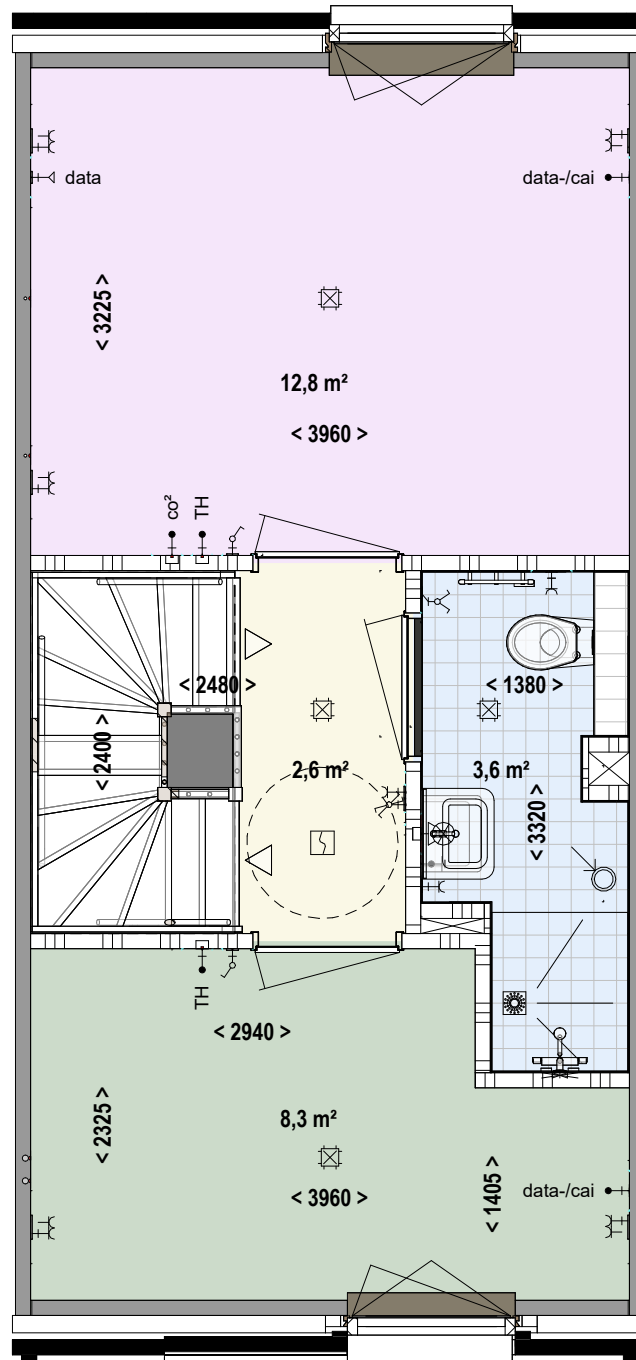 data
data-/cai
< 3225 >
12,8 m²
< 3960 >
co²
TH
< 2480 >
< 1380 >
< 2400 >
2,6 m²
3,6 m²
< 3320 >
TH
< 2940 >
8,3 m²
< 2325 >
< 3960 >
< 1405 >
data-/cai